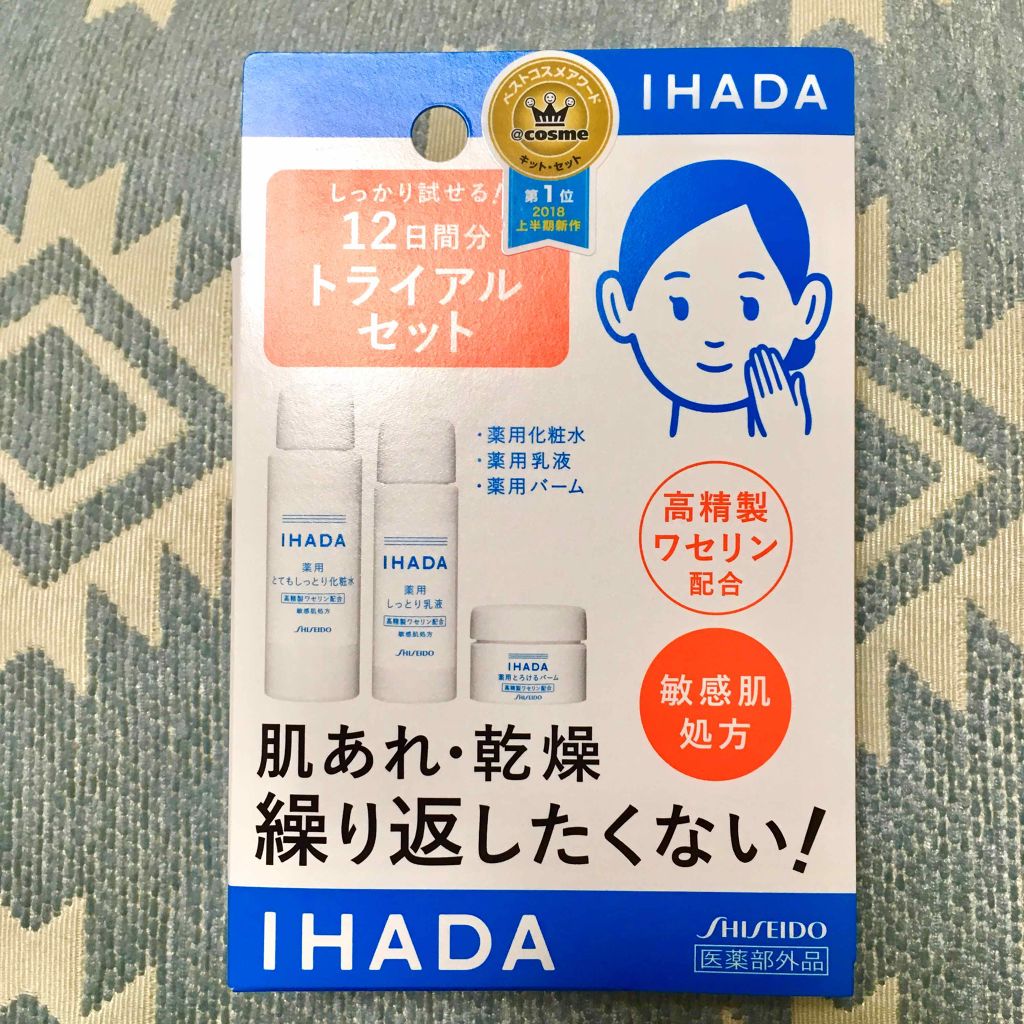 IHADA
ベストコスメアワード
@cosme
キット・セット
第1位
2018
上半期新作
しっかり試せる!
12日間分
トライアル
セット
・薬用化粧水
・薬用乳液
・薬用バーム
高精製
ワセリン
配合
敏感肌
処方
IHADA
薬用
とてもしっとり化粧水
高精製ワセリン配合
敏感肌処方
SHISEIDO
IHADA
薬用
しっとり乳液
高精製ワセリン配合
敏感肌処方
SHISEIDO
IHADA
薬用とろけるバーム
高精製ワセリン配合
SHISEIDO
肌あれ・乾燥
繰り返したくない!
IHADA
SHISEIDO
医薬部外品